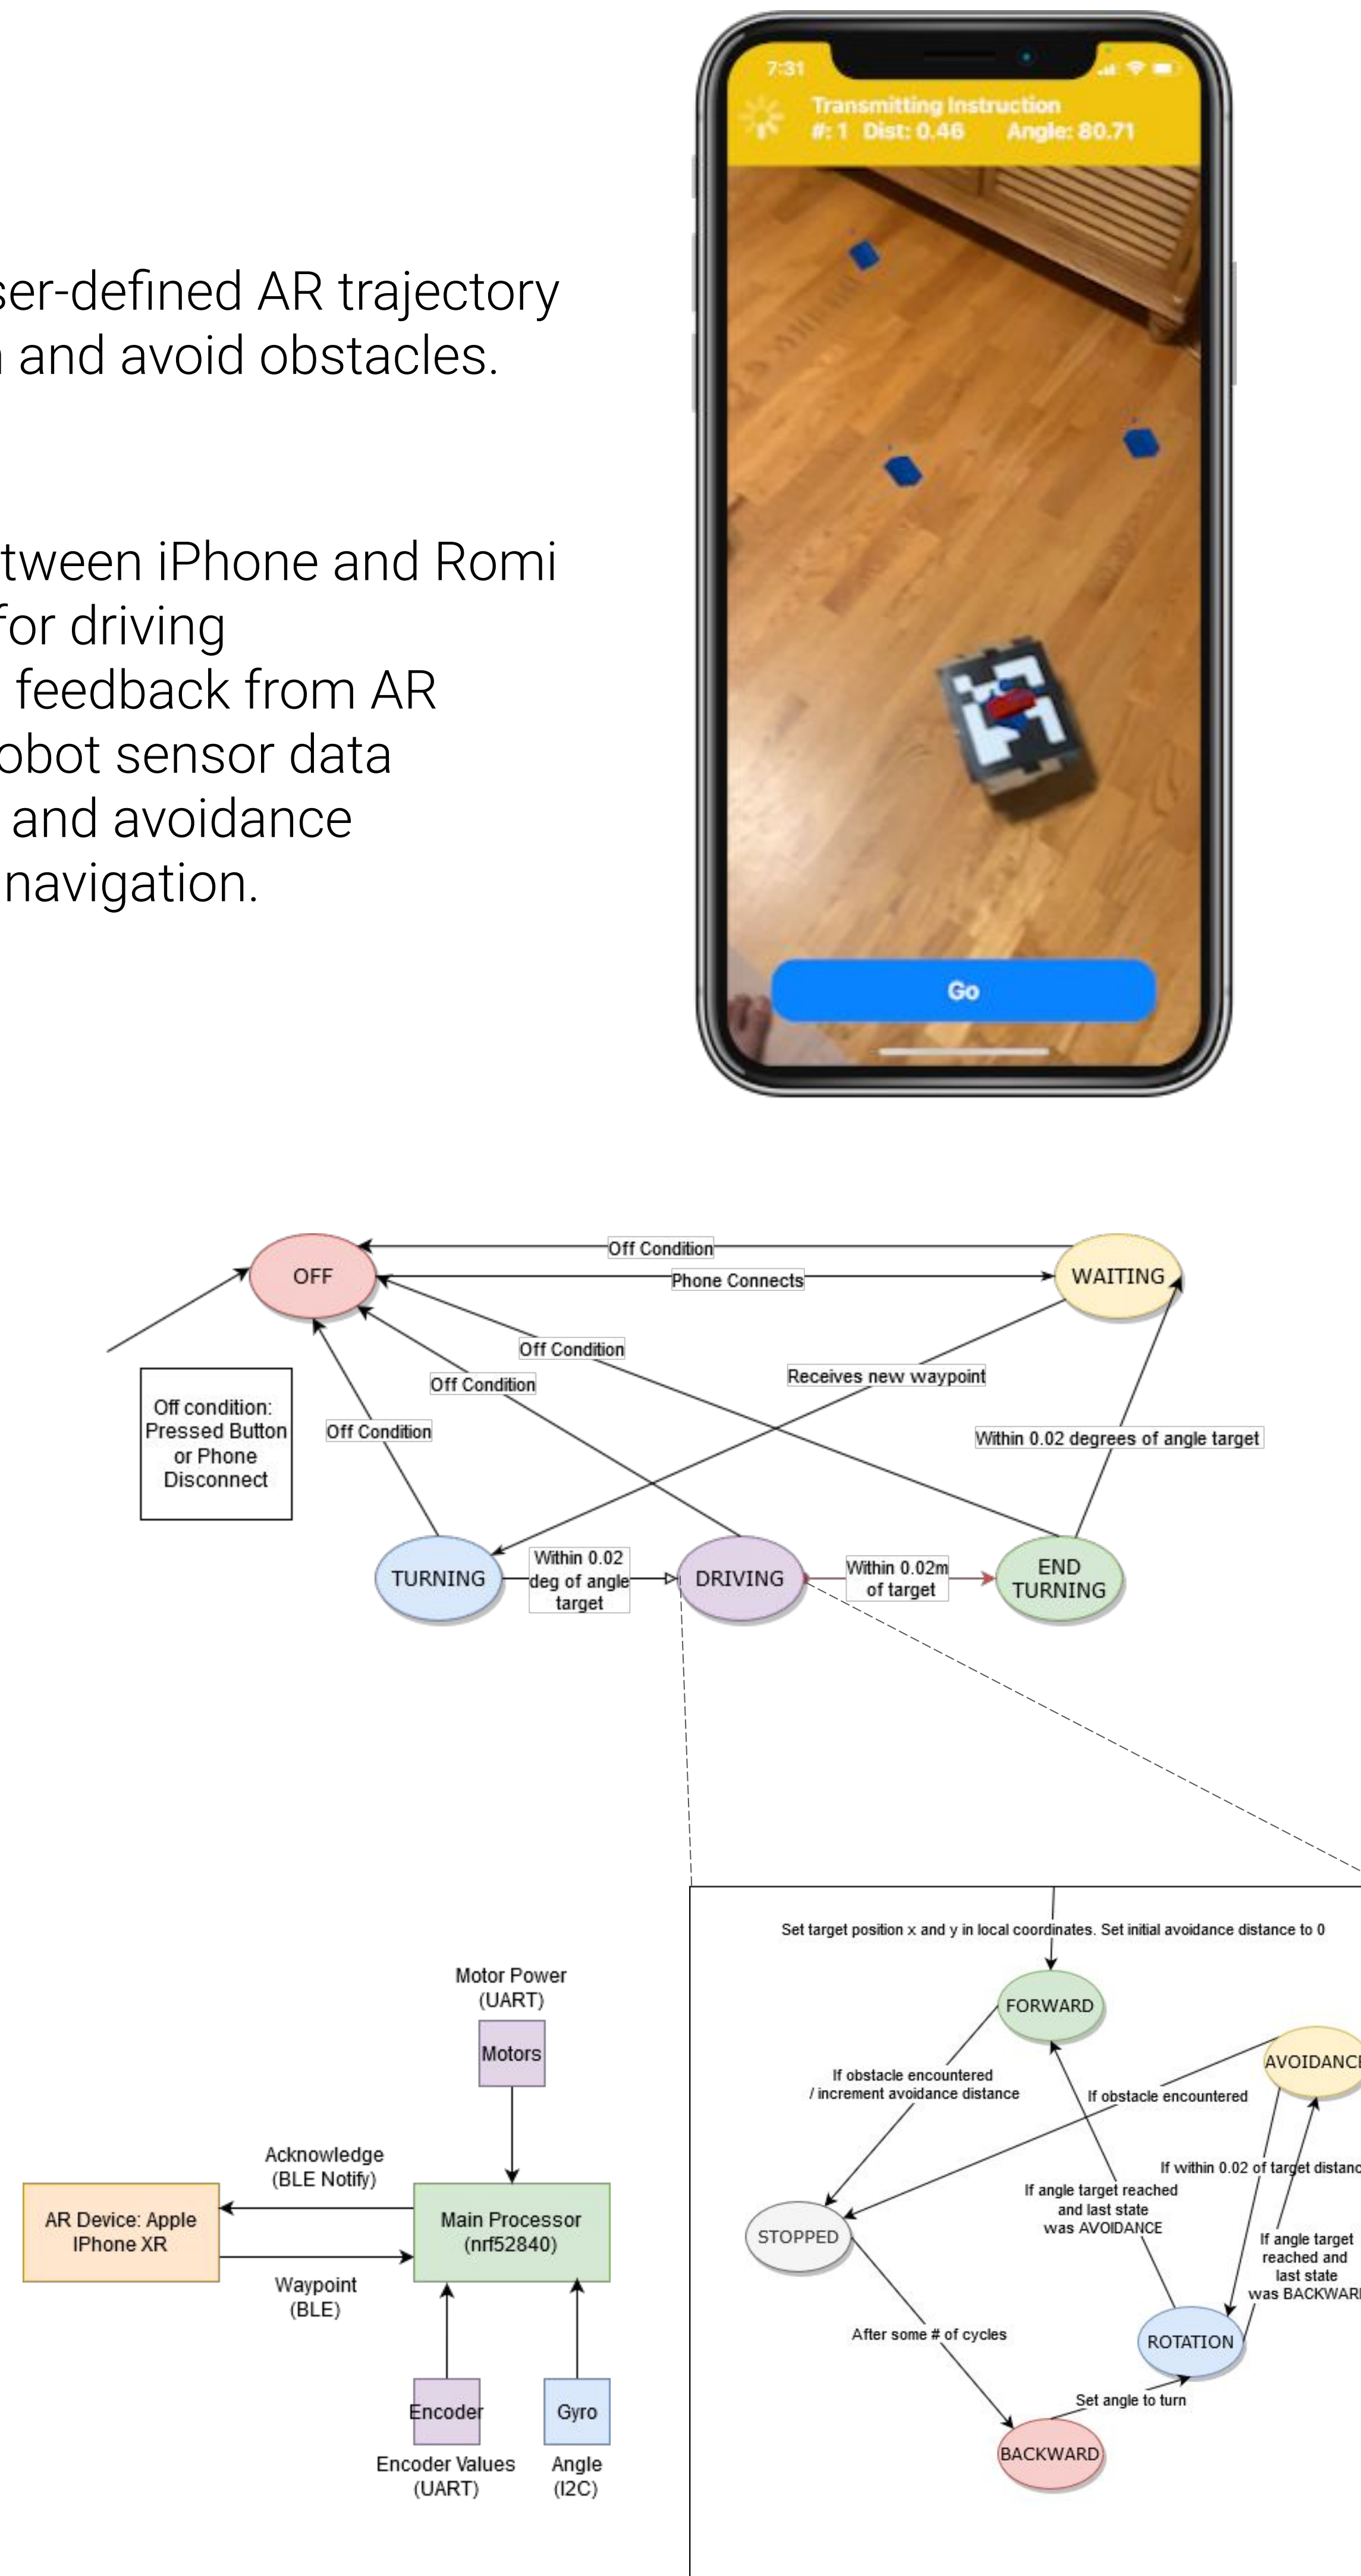 7:31
Transmitting Instruction
#: 1 Dist: 0.46 Angle: 80.71
ser-defined AR trajectory
and avoid obstacles.
tween iPhone and Romi
for driving
feedback from AR
obot sensor data
and avoidance
navigation.
Go
Off Condition
OFF
Phone Connects
WAITING
Off Condition
Off Condition
Receives new waypoint
Off condition:
Pressed Button
or Phone
Disconnect
Off Condition
Within 0.02 degrees of angle target
TURNING
Within 0.02
deg of angle
target
DRIVING
Within 0.02m
of target
END
TURNING
Set target position x and y in local coordinates. Set initial avoidance distance to 0
FORWARD
AVOIDANCE
If obstacle encountered
/ increment avoidance distance
If obstacle encountered
If within 0.02 of target distanc
If angle target reached
and last state
was AVOIDANCE
STOPPED
If angle target
reached and
last state
was BACKWARD
After some # of cycles
ROTATION
Set angle to turn
BACKWARD
Motor Power
(UART)
Motors
Acknowledge
(BLE Notify)
AR Device: Apple
IPhone XR
Main Processor
(nrf52840)
Waypoint
(BLE)
Encoder
Gyro
Encoder Values
(UART)
Angle
(I2C)